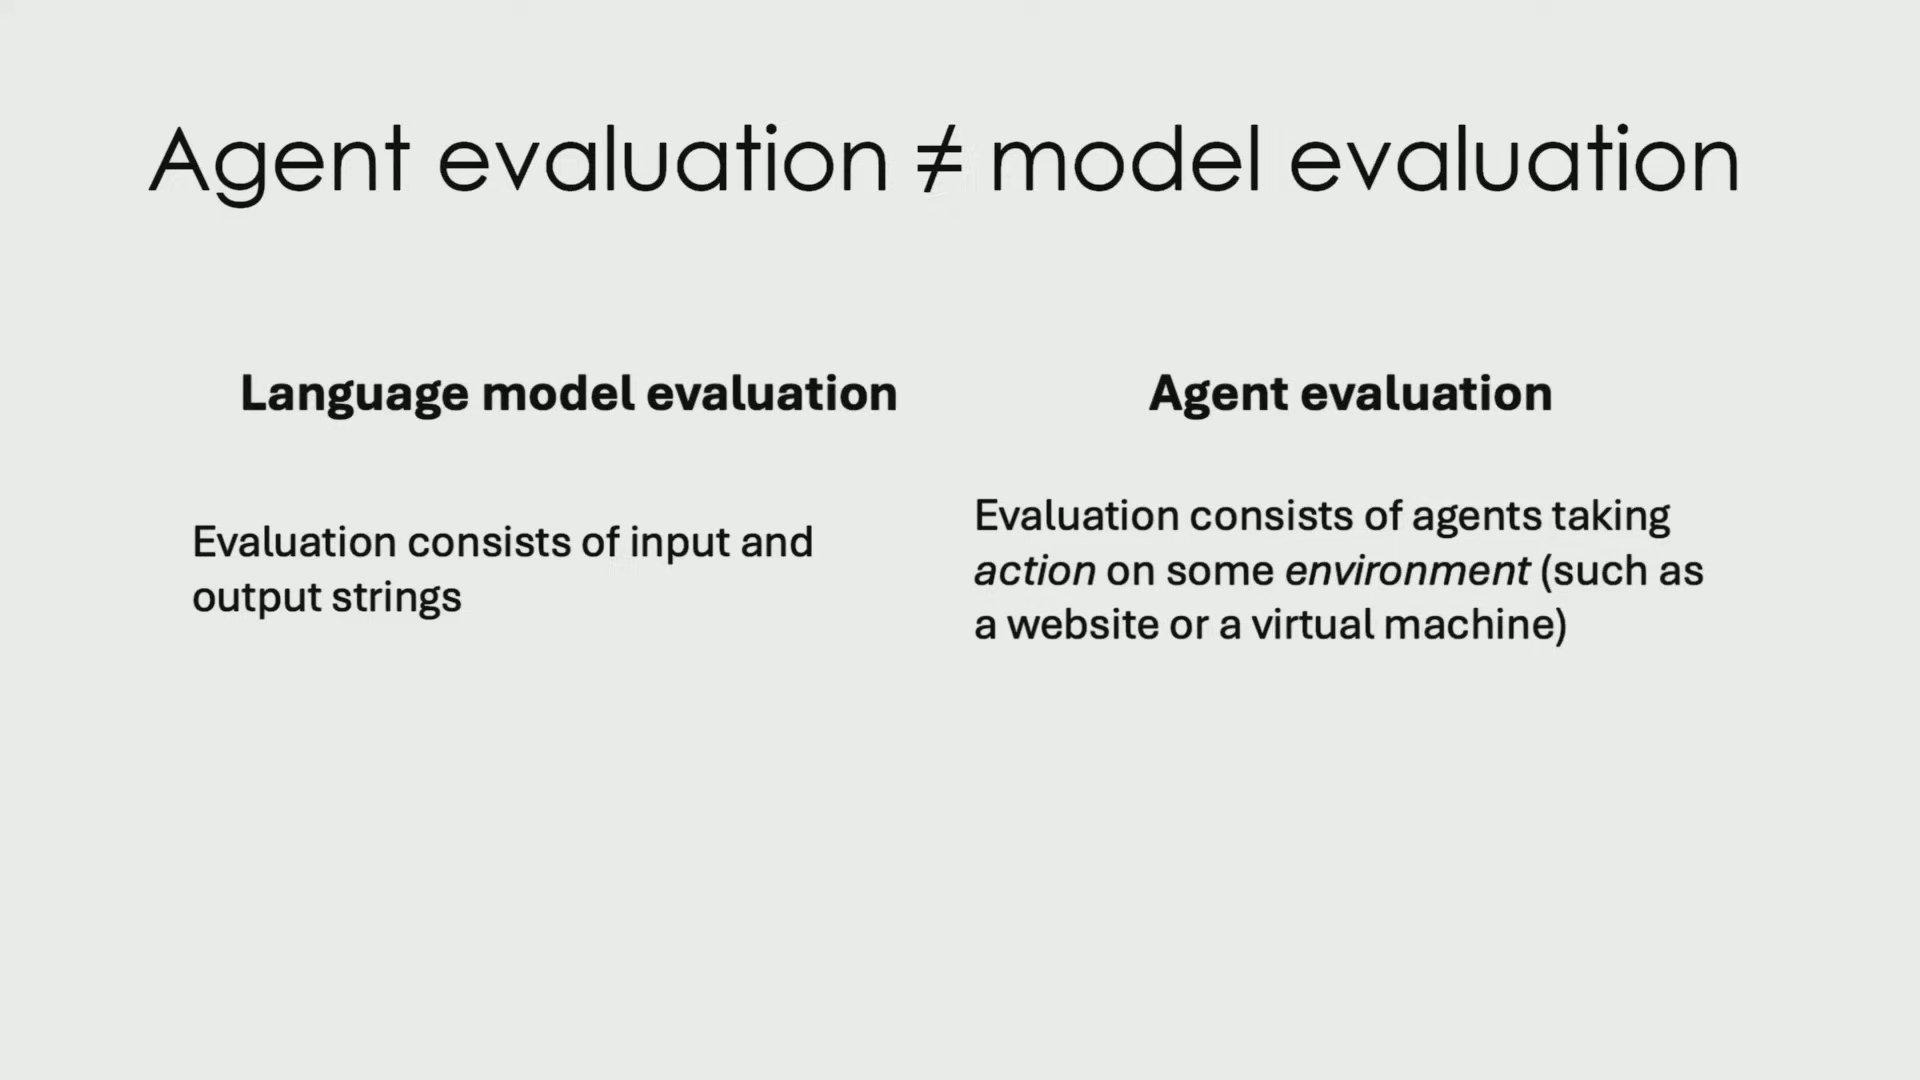 Agent evaluation ≠ model evaluation
Language model evaluation
Evaluation consists of input and
output strings
Agent evaluation
Evaluation consists of agents taking
action on some environment (such as
a website or a virtual machine)